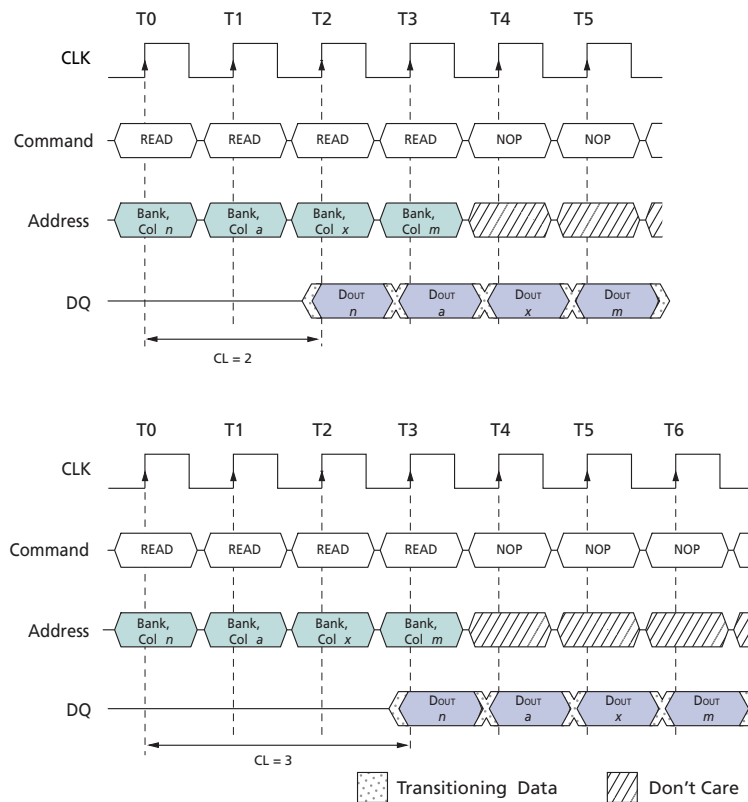 T0 T1 T2 T3 T4 T5
CLK
Command READ READ READ READ NOP NOP
Address Bank, Col n Bank, Col a Bank, Col x Bank, Col m
DQ DOUT n DOUT a DOUT x DOUT m
CL = 2
T0 T1 T2 T3 T4 T5 T6
CLK
Command READ READ READ READ NOP NOP NOP
Address Bank, Col n Bank, Col a Bank, Col x Bank, Col m
DQ DOUT n DOUT a DOUT x DOUT m
CL = 3
Transitioning Data Don't Care